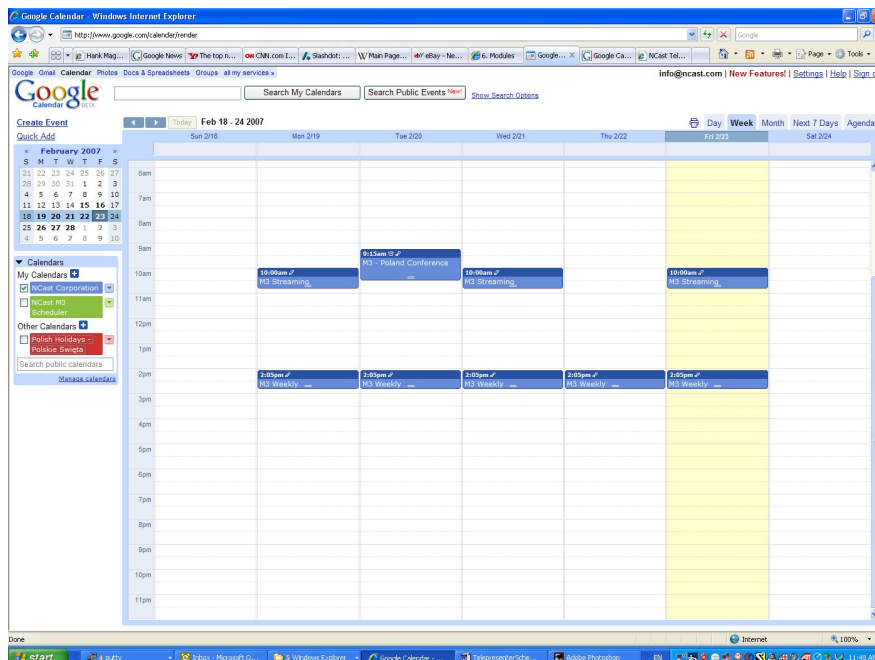 Google Calendar - Windows Internet Explorer
http://www.google.com/calendar/render
Google
Hank Mag... Google News The top n... CNN.com I... Slashdot: ... Main Page... eBay - Ne... 6. Modules Google... Google Ca... NCast Tel... Page Tools
Google Gmail Calendar Photos Docs & Spreadsheets Groups all my services »
info@ncast.com | New Features! | Settings | Help | Sign
Google Calendar BETA
Search My Calendars Search Public Events New! Show Search Options
Create Event
Quick Add
Today Feb 18 - 24 2007
Day Week Month Next 7 Days Agenda
Sun 2/18 Mon 2/19 Tue 2/20 Wed 2/21 Thu 2/22 Fri 2/23 Sat 2/24
« February 2007 »
S M T W T F S
21 22 23 24 25 26 27
28 29 30 31 1 2 3
4 5 6 7 8 9 10
11 12 13 14 15 16 17
18 19 20 21 22 23 24
25 26 27 28 1 2 3
4 5 6 7 8 9 10
Calendars
My Calendars
NCast Corporation
NCast M3
Scheduler
Other Calendars
Polish Holidays -
Polskie Święta
Search public calendars
Manage calendars
6am
7am
8am
9am
9:15am
M3 - Poland Conference
10am
10:00am 10:00am 10:00am
M3 Streaming M3 Streaming M3 Streaming
11am
12pm
1pm
2pm
2:05pm 2:05pm 2:05pm 2:05pm 2:05pm
M3 Weekly M3 Weekly M3 Weekly M3 Weekly M3 Weekly
3pm
4pm
5pm
6pm
7pm
8pm
9pm
10pm
11pm
Done
Internet 100%
start 4 putty Inbox - Microsoft O... 5 Windows Explorer Google Calendar - ... TelepresenterSche... Adobe Photoshop EN 11:48 AM